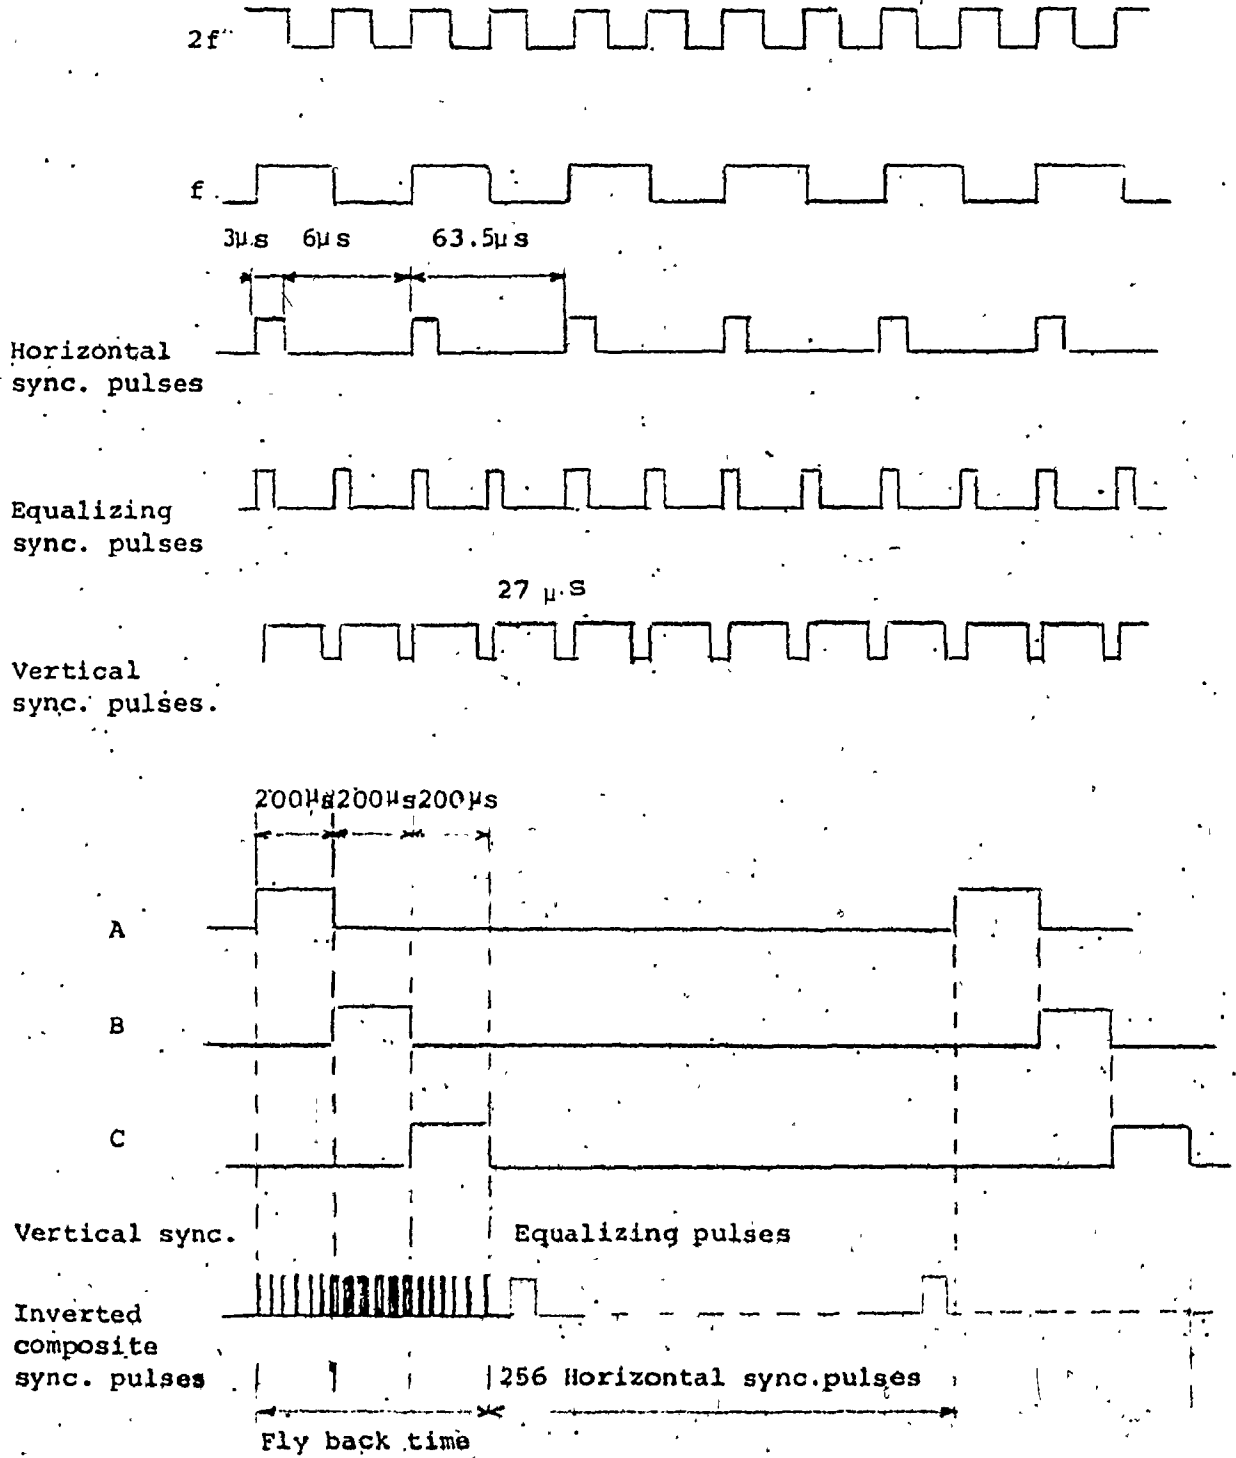 2f
f
3μs 6μs 63.5μs
Horizontal
sync. pulses
Equalizing
sync. pulses
27 μs
Vertical
sync. pulses.
200μs 200μs 200μs
A
B
C
Vertical sync. Equalizing pulses
Inverted
composite
sync. pulses
256 Horizontal sync.pulses
Fly back time